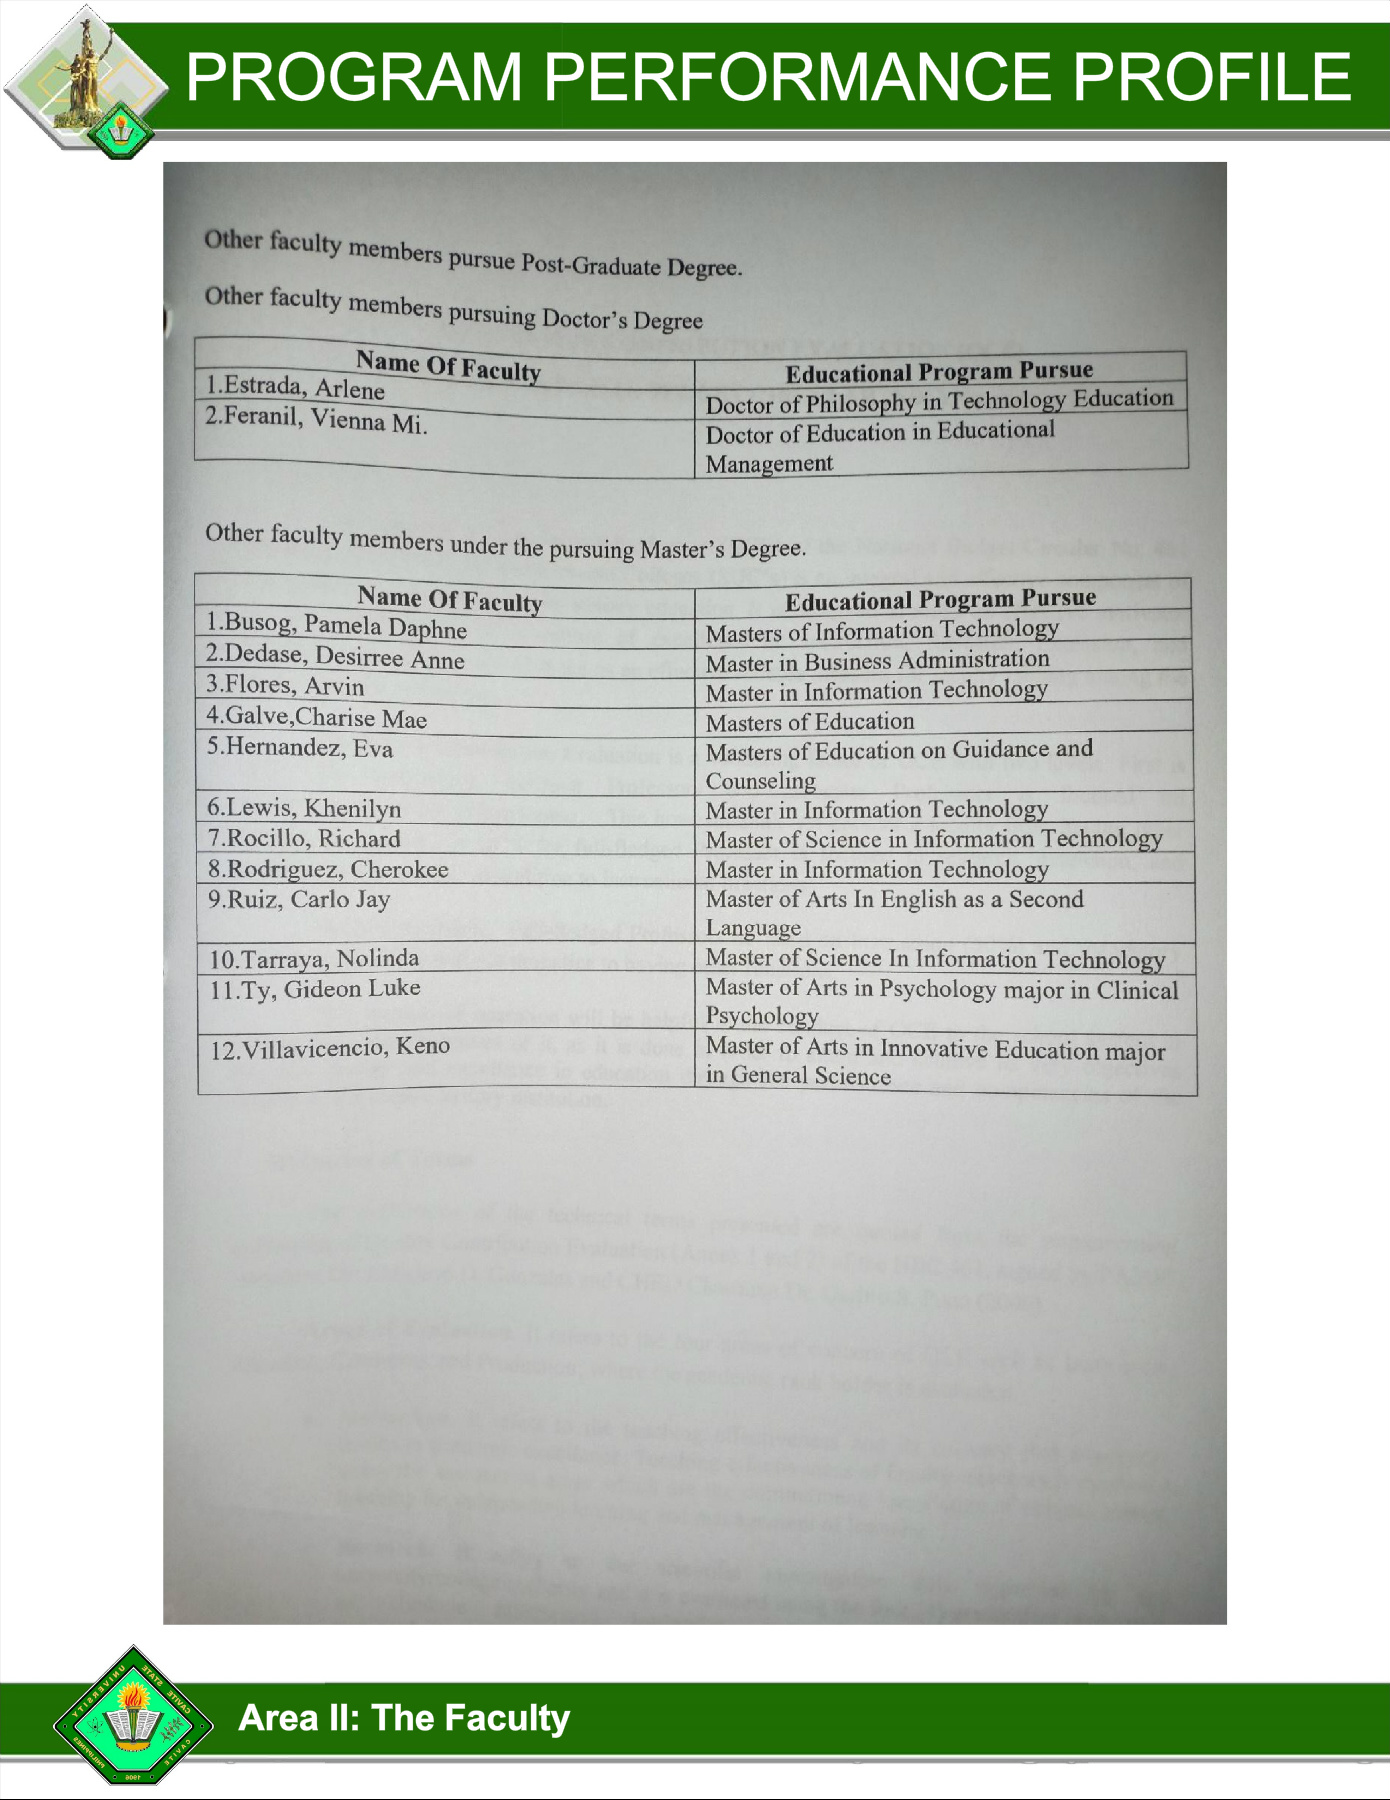 PROGRAM PERFORMANCE PROFILE
Other faculty members pursue Post-Graduate Degree.
Other faculty members pursuing Doctor's Degree
Name Of Faculty Educational Program Pursue
1.Estrada, Arlene Doctor of Philosophy in Technology Education
2.Feranil, Vienna Mi. Doctor of Education in Educational
Management
Other faculty members under the pursuing Master's Degree.
Name Of Faculty Educational Program Pursue
1.Busog, Pamela Daphne Masters of Information Technology
2.Dedase, Desirree Anne Master in Business Administration
3.Flores, Arvin Master in Information Technology
4.Galve,Charise Mae Masters of Education
5.Hernandez, Eva Masters of Education on Guidance and
Counseling
6.Lewis, Khenilyn Master in Information Technology
7.Rocillo, Richard Master of Science in Information Technology
8.Rodriguez, Cherokee Master in Information Technology
9.Ruiz, Carlo Jay Master of Arts In English as a Second
Language
10.Tarraya, Nolinda Master of Science In Information Technology
11.Ty, Gideon Luke Master of Arts in Psychology major in Clinical
Psychology
12.Villavicencio, Keno Master of Arts in Innovative Education major
in General Science
CAVITE STATE UNIVERSITY
CAVITE PHILIPPINES
1906
Area II: The Faculty